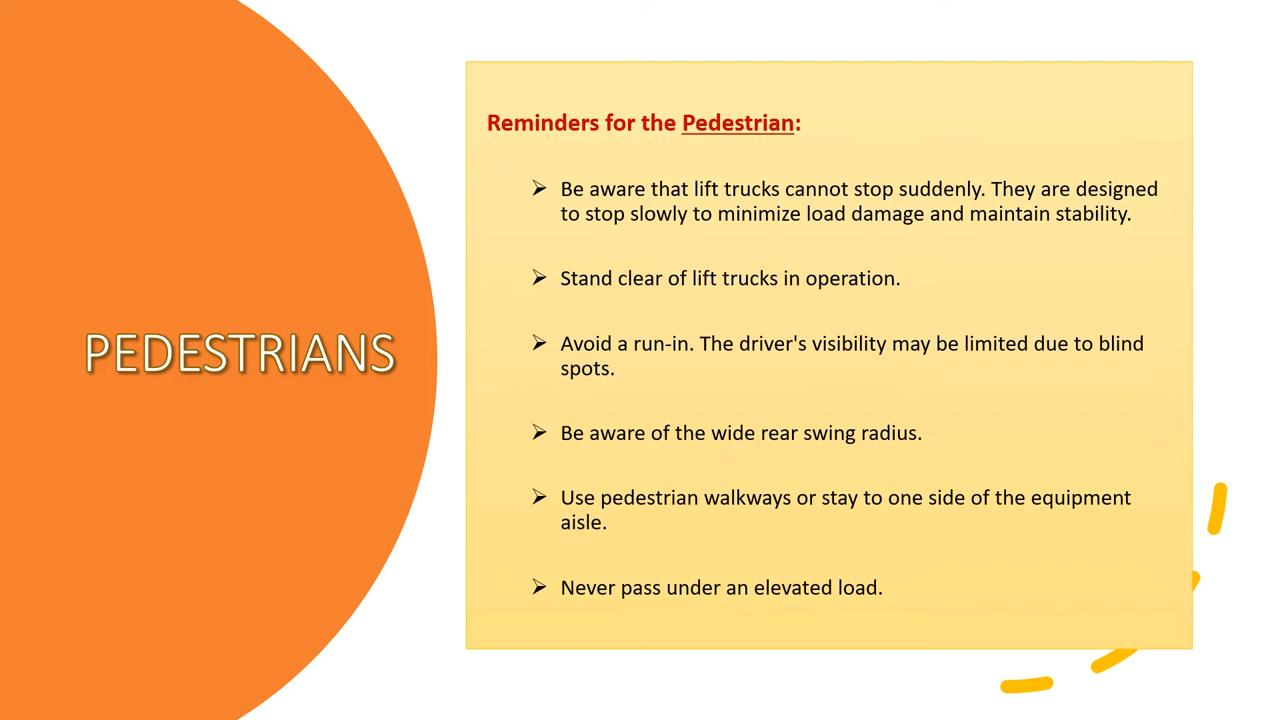 PEDESTRIANS
Reminders for the Pedestrian:
Be aware that lift trucks cannot stop suddenly. They are designed
to stop slowly to minimize load damage and maintain stability.
Stand clear of lift trucks in operation.
Avoid a run-in. The driver's visibility may be limited due to blind
spots.
Be aware of the wide rear swing radius.
Use pedestrian walkways or stay to one side of the equipment
aisle.
Never pass under an elevated load.